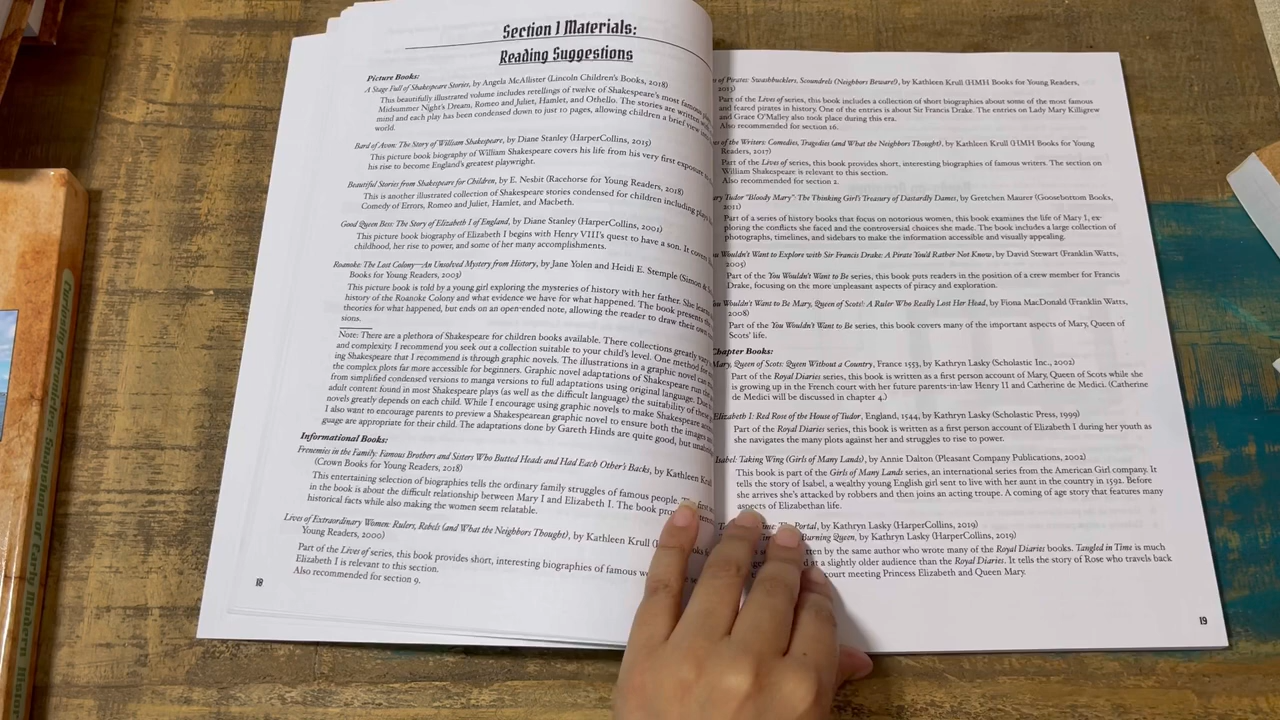 Section 1 Materials:
Reading Suggestions
Picture Books:
A Stage Full of Shakespeare Stories, by Angela McAllister (Lincoln Children's Books, 2018)
This beautifully illustrated volume includes retellings of twelve of Shakespeare's most famous
Midsummer Night's Dream, Romeo and Juliet, Hamlet, and Othello. The stories are written
mind and each play has been condensed down to just 10 pages, allowing children a brief view
world.
Bard of Avon: The Story of William Shakespeare, by Diane Stanley (HarperCollins, 2015)
This picture book biography of William Shakespeare covers his life from his very first exposure
his rise to become England's greatest playwright.
Beautiful Stories from Shakespeare for Children, by E. Nesbit (Racehorse for Young Readers, 2018)
This is another illustrated collection of Shakespeare stories condensed for children including plays
Comedy of Errors, Romeo and Juliet, Hamlet, and Macbeth.
Good Queen Bess: The Story of Elizabeth I of England, by Diane Stanley (HarperCollins, 2001)
This picture book biography of Elizabeth I begins with Henry VIII's quest to have a son. It
childhood, her rise to power, and some of her many accomplishments.
Roanoke: The Lost Colony—An Unsolved Mystery from History, by Jane Yolen and Heidi E. Stemple (Simon &
Books for Young Readers, 2003)
This picture book is told by a young girl exploring the mysteries of history with her father. She
history of the Roanoke Colony and what evidence we have for what happened. The book presents
theories for what happened, but ends on an open-ended note, allowing the reader to draw their own
sions.
Note: There are a plethora of Shakespeare for children books available. There collections greatly
and complexity. I recommend you seek out a collection suitable to your child's level. One method
ing Shakespeare that I recommend is through graphic novels. The illustrations in a graphic novel can
the complex plots far more accessible for beginners. Graphic novel adaptations of Shakespeare run the
from simplified condensed versions to manga versions to full adaptations using original language. Due
adult content found in most Shakespeare plays (as well as the difficult language) the suitability of these
novels greatly depends on each child. While I encourage using graphic novels to make Shakespeare
I also want to encourage parents to preview a Shakespearean graphic novel to ensure both the images
guage are appropriate for their child. The adaptations done by Gareth Hinds are quite good, but
Informational Books:
Frenemies in the Family: Famous Brothers and Sisters Who Butted Heads and Had Each Other's Backs, by Kathleen
(Crown Books for Young Readers, 2018)
This entertaining selection of biographies tells the ordinary family struggles of famous people.
in the book is about the difficult relationship between Mary I and Elizabeth I. The book
historical facts while also making the women seem relatable.
Lives of Extraordinary Women: Rulers, Rebels (and What the Neighbors Thought), by Kathleen Krull
Young Readers, 2000)
Part of the Lives of series, this book provides short, interesting biographies of famous
Elizabeth I is relevant to this section.
Also recommended for section 9.
18
of Pirates: Swashbucklers, Scoundrels (Neighbors Beware!), by Kathleen Krull (HMH Books for Young Readers,
Part of the Lives of series, this book includes a collection of short biographies about some of the most famous
and feared pirates in history. One of the entries is about Sir Francis Drake. The entries on Lady Mary Killigrew
and Grace O'Malley also took place during this era.
Also recommended for section 16.
of the Writers: Comedies, Tragedies (and What the Neighbors Thought), by Kathleen Krull (HMH Books for Young
Readers, 2017)
Part of the Lives of series, this book provides short, interesting biographies of famous writers. The section on
William Shakespeare is relevant to this section.
Also recommended for section 2.
Tudor "Bloody Mary": The Thinking Girl's Treasury of Dastardly Dames, by Gretchen Maurer (Goosebottom Books,
2011)
Part of a series of history books that focus on notorious women, this book examines the life of Mary I, ex-
ploring the conflicts she faced and the controversial choices she made. The book includes a large collection of
photographs, timelines, and sidebars to make the information accessible and visually appealing.
Wouldn't Want to Explore with Sir Francis Drake: A Pirate You'd Rather Not Know, by David Stewart (Franklin Watts,
2005)
Part of the You Wouldn't Want to Be series, this book puts readers in the position of a crew member for Francis
Drake, focusing on the more unpleasant aspects of piracy and exploration.
Wouldn't Want to Be Mary, Queen of Scots!: A Ruler Who Really Lost Her Head, by Fiona MacDonald (Franklin Watts,
2008)
Part of the You Wouldn't Want to Be series, this book covers many of the important aspects of Mary, Queen of
Scots' life.
Chapter Books:
Mary, Queen of Scots: Queen Without a Country, France 1553, by Kathryn Lasky (Scholastic Inc., 2002)
Part of the Royal Diaries series, this book is written as a first person account of Mary, Queen of Scots while she
is growing up in the French court with her future parents-in-law Henry II and Catherine de Medici. (Catherine
de Medici will be discussed in chapter 4.)
Elizabeth I: Red Rose of the House of Tudor, England, 1544, by Kathryn Lasky (Scholastic Press, 1999)
Part of the Royal Diaries series, this book is written as a first person account of Elizabeth I during her youth as
she navigates the many plots against her and struggles to rise to power.
Isabel: Taking Wing (Girls of Many Lands), by Annie Dalton (Pleasant Company Publications, 2002)
This book is part of the Girls of Many Lands series, an international series from the American Girl company. It
tells the story of Isabel, a wealthy young English girl sent to live with her aunt in the country in 1592. Before
she arrives she's attacked by robbers and then joins an acting troupe. A coming of age story that features many
aspects of Elizabethan life.
Portal, by Kathryn Lasky (HarperCollins, 2019)
Burning Queen, by Kathryn Lasky (HarperCollins, 2019)
by the same author who wrote many of the Royal Diaries books. Tangled in Time is much
at a slightly older audience than the Royal Diaries. It tells the story of Rose who travels back
court meeting Princess Elizabeth and Queen Mary.
19
Curiosity Chronicles: Snapshots of Early Modern